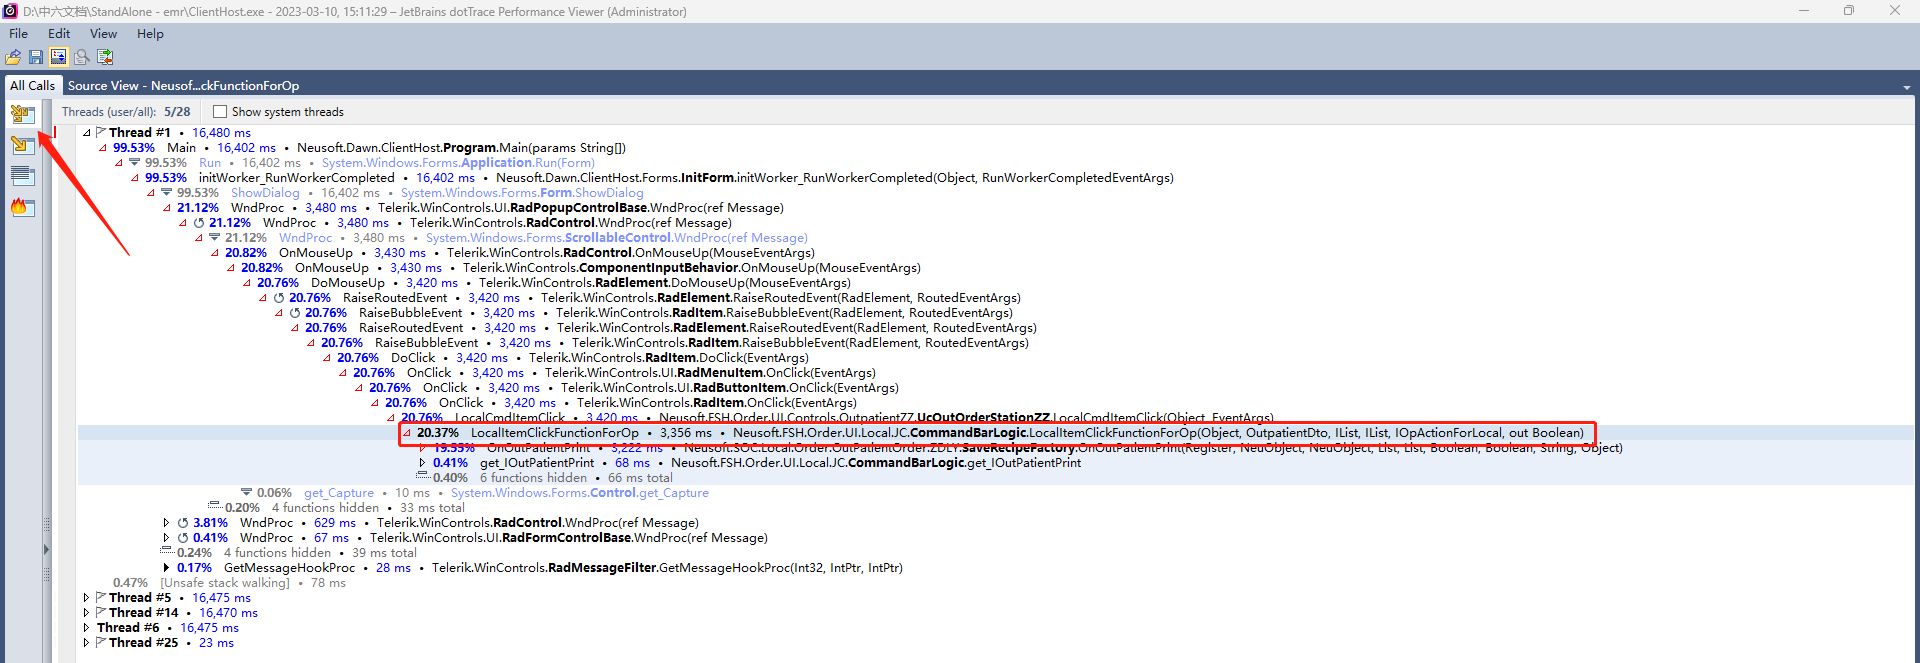 D:\中六文档\StandAlone - emr\ClientHost.exe - 2023-03-10, 15:11:29 – JetBrains dotTrace Performance Viewer (Administrator)
File Edit View Help
All Calls Source View - Neusof...ckFunctionForOp
Threads (user/all): 5/28 Show system threads
Thread #1 • 16,480 ms
99.53% Main • 16,402 ms • Neusoft.Dawn.ClientHost.Program.Main(params String[])
99.53% Run • 16,402 ms • System.Windows.Forms.Application.Run(Form)
99.53% initWorker_RunWorkerCompleted • 16,402 ms • Neusoft.Dawn.ClientHost.Forms.InitForm.initWorker_RunWorkerCompleted(Object, RunWorkerCompletedEventArgs)
99.53% ShowDialog • 16,402 ms • System.Windows.Forms.Form.ShowDialog
21.12% WndProc • 3,480 ms • Telerik.WinControls.UI.RadPopupControlBase.WndProc(ref Message)
21.12% WndProc • 3,480 ms • Telerik.WinControls.RadControl.WndProc(ref Message)
21.12% WndProc • 3,480 ms • System.Windows.Forms.ScrollableControl.WndProc(ref Message)
20.82% OnMouseUp • 3,430 ms • Telerik.WinControls.RadControl.OnMouseUp(MouseEventArgs)
20.82% OnMouseUp • 3,430 ms • Telerik.WinControls.ComponentInputBehavior.OnMouseUp(MouseEventArgs)
20.76% DoMouseUp • 3,420 ms • Telerik.WinControls.RadElement.DoMouseUp(MouseEventArgs)
20.76% RaiseRoutedEvent • 3,420 ms • Telerik.WinControls.RadElement.RaiseRoutedEvent(RadElement, RoutedEventArgs)
20.76% RaiseBubbleEvent • 3,420 ms • Telerik.WinControls.RadItem.RaiseBubbleEvent(RadElement, RoutedEventArgs)
20.76% RaiseRoutedEvent • 3,420 ms • Telerik.WinControls.RadElement.RaiseRoutedEvent(RadElement, RoutedEventArgs)
20.76% RaiseBubbleEvent • 3,420 ms • Telerik.WinControls.RadItem.RaiseBubbleEvent(RadElement, RoutedEventArgs)
20.76% DoClick • 3,420 ms • Telerik.WinControls.RadItem.DoClick(EventArgs)
20.76% OnClick • 3,420 ms • Telerik.WinControls.UI.RadMenuItem.OnClick(EventArgs)
20.76% OnClick • 3,420 ms • Telerik.WinControls.UI.RadButtonItem.OnClick(EventArgs)
20.76% OnClick • 3,420 ms • Telerik.WinControls.RadItem.OnClick(EventArgs)
20.76% LocalCmdItemClick • 3,420 ms • Neusoft.FSH.Order.UI.Controls.OutpatientZZ.UcOutOrderStationZZ.LocalCmdItemClick(Object, EventArgs)
20.37% LocalItemClickFunctionForOp • 3,356 ms • Neusoft.FSH.Order.UI.Local.JC.CommandBarLogic.LocalItemClickFunctionForOp(Object, OutpatientDto, IList, IList, IOpActionForLocal, out Boolean)
19.55% OnOutPatientPrint • 3,222 ms • Neusoft.SOC.Local.Order.OutPatientOrder.ZDLY.SaveRecipeFactory.OnOutPatientPrint(Register, NeuObject, NeuObject, List, List, Boolean, Boolean, String, Object)
0.41% get_IOutPatientPrint • 68 ms • Neusoft.FSH.Order.UI.Local.JC.CommandBarLogic.get_IOutPatientPrint
0.40% 6 functions hidden • 66 ms total
0.06% get_Capture • 10 ms • System.Windows.Forms.Control.get_Capture
0.20% 4 functions hidden • 33 ms total
3.81% WndProc • 629 ms • Telerik.WinControls.RadControl.WndProc(ref Message)
0.41% WndProc • 67 ms • Telerik.WinControls.UI.RadFormControlBase.WndProc(ref Message)
0.24% 4 functions hidden • 39 ms total
0.17% GetMessageHookProc • 28 ms • Telerik.WinControls.RadMessageFilter.GetMessageHookProc(Int32, IntPtr, IntPtr)
0.47% [Unsafe stack walking] • 78 ms
Thread #5 • 16,475 ms
Thread #14 • 16,470 ms
Thread #6 • 16,475 ms
Thread #25 • 23 ms